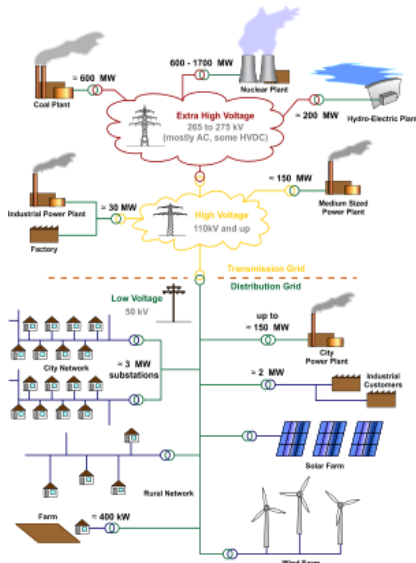 600 - 1700 MW
≈ 600 MW
Nuclear Plant
Coal Plant
Extra High Voltage
265 to 275 kV
(mostly AC, some HVDC)
≈ 200 MW
Hydro-Electric Plant
≈ 150 MW
Industrial Power Plant
≈ 30 MW
High Voltage
110kV and up
Medium Sized
Power Plant
Factory
Transmission Grid
Distribution Grid
Low Voltage
50 kV
up to
≈ 150 MW
City
Power Plant
City Network
≈ 3 MW
substations
≈ 2 MW
Industrial
Customers
Solar Farm
Rural Network
Farm
≈ 400 kW
Wind Farm